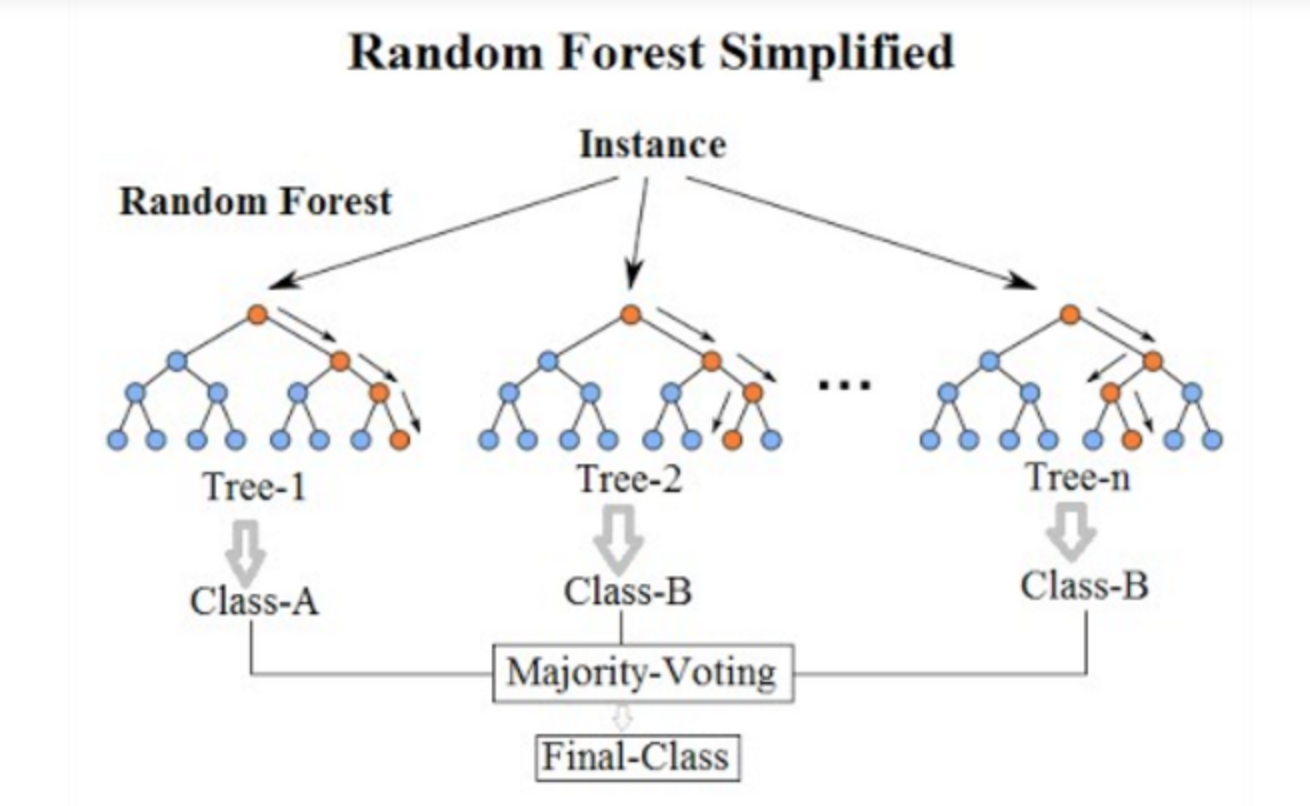 Random Forest Simplified
Instance
Random Forest
...
Tree-1
Tree-2
Tree-n
Class-A
Class-B
Class-B
Majority-Voting
Final-Class